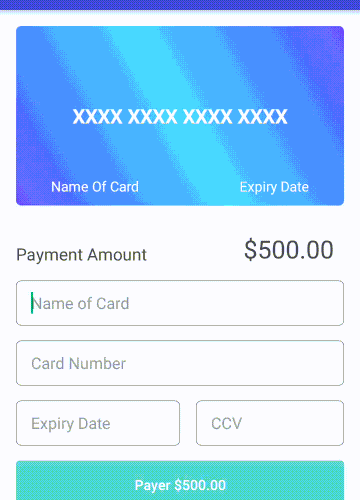 XXXX XXXX XXXX XXXX
Name Of Card Expiry Date
Payment Amount $500.00
Name of Card
Card Number
Expiry Date CCV
Payer $500.00